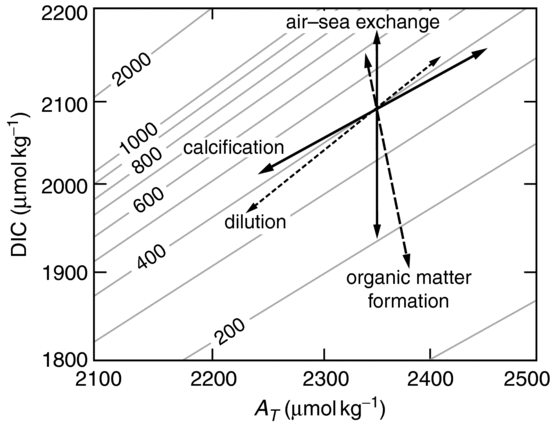 2200
2100
2000
1900
1800
DIC (μmol kg⁻¹)
air–sea exchange
2000
1000
800
600
400
200
calcification
dilution
organic matter
formation
2100
2200
2300
2400
2500
A_T (μmol kg⁻¹)